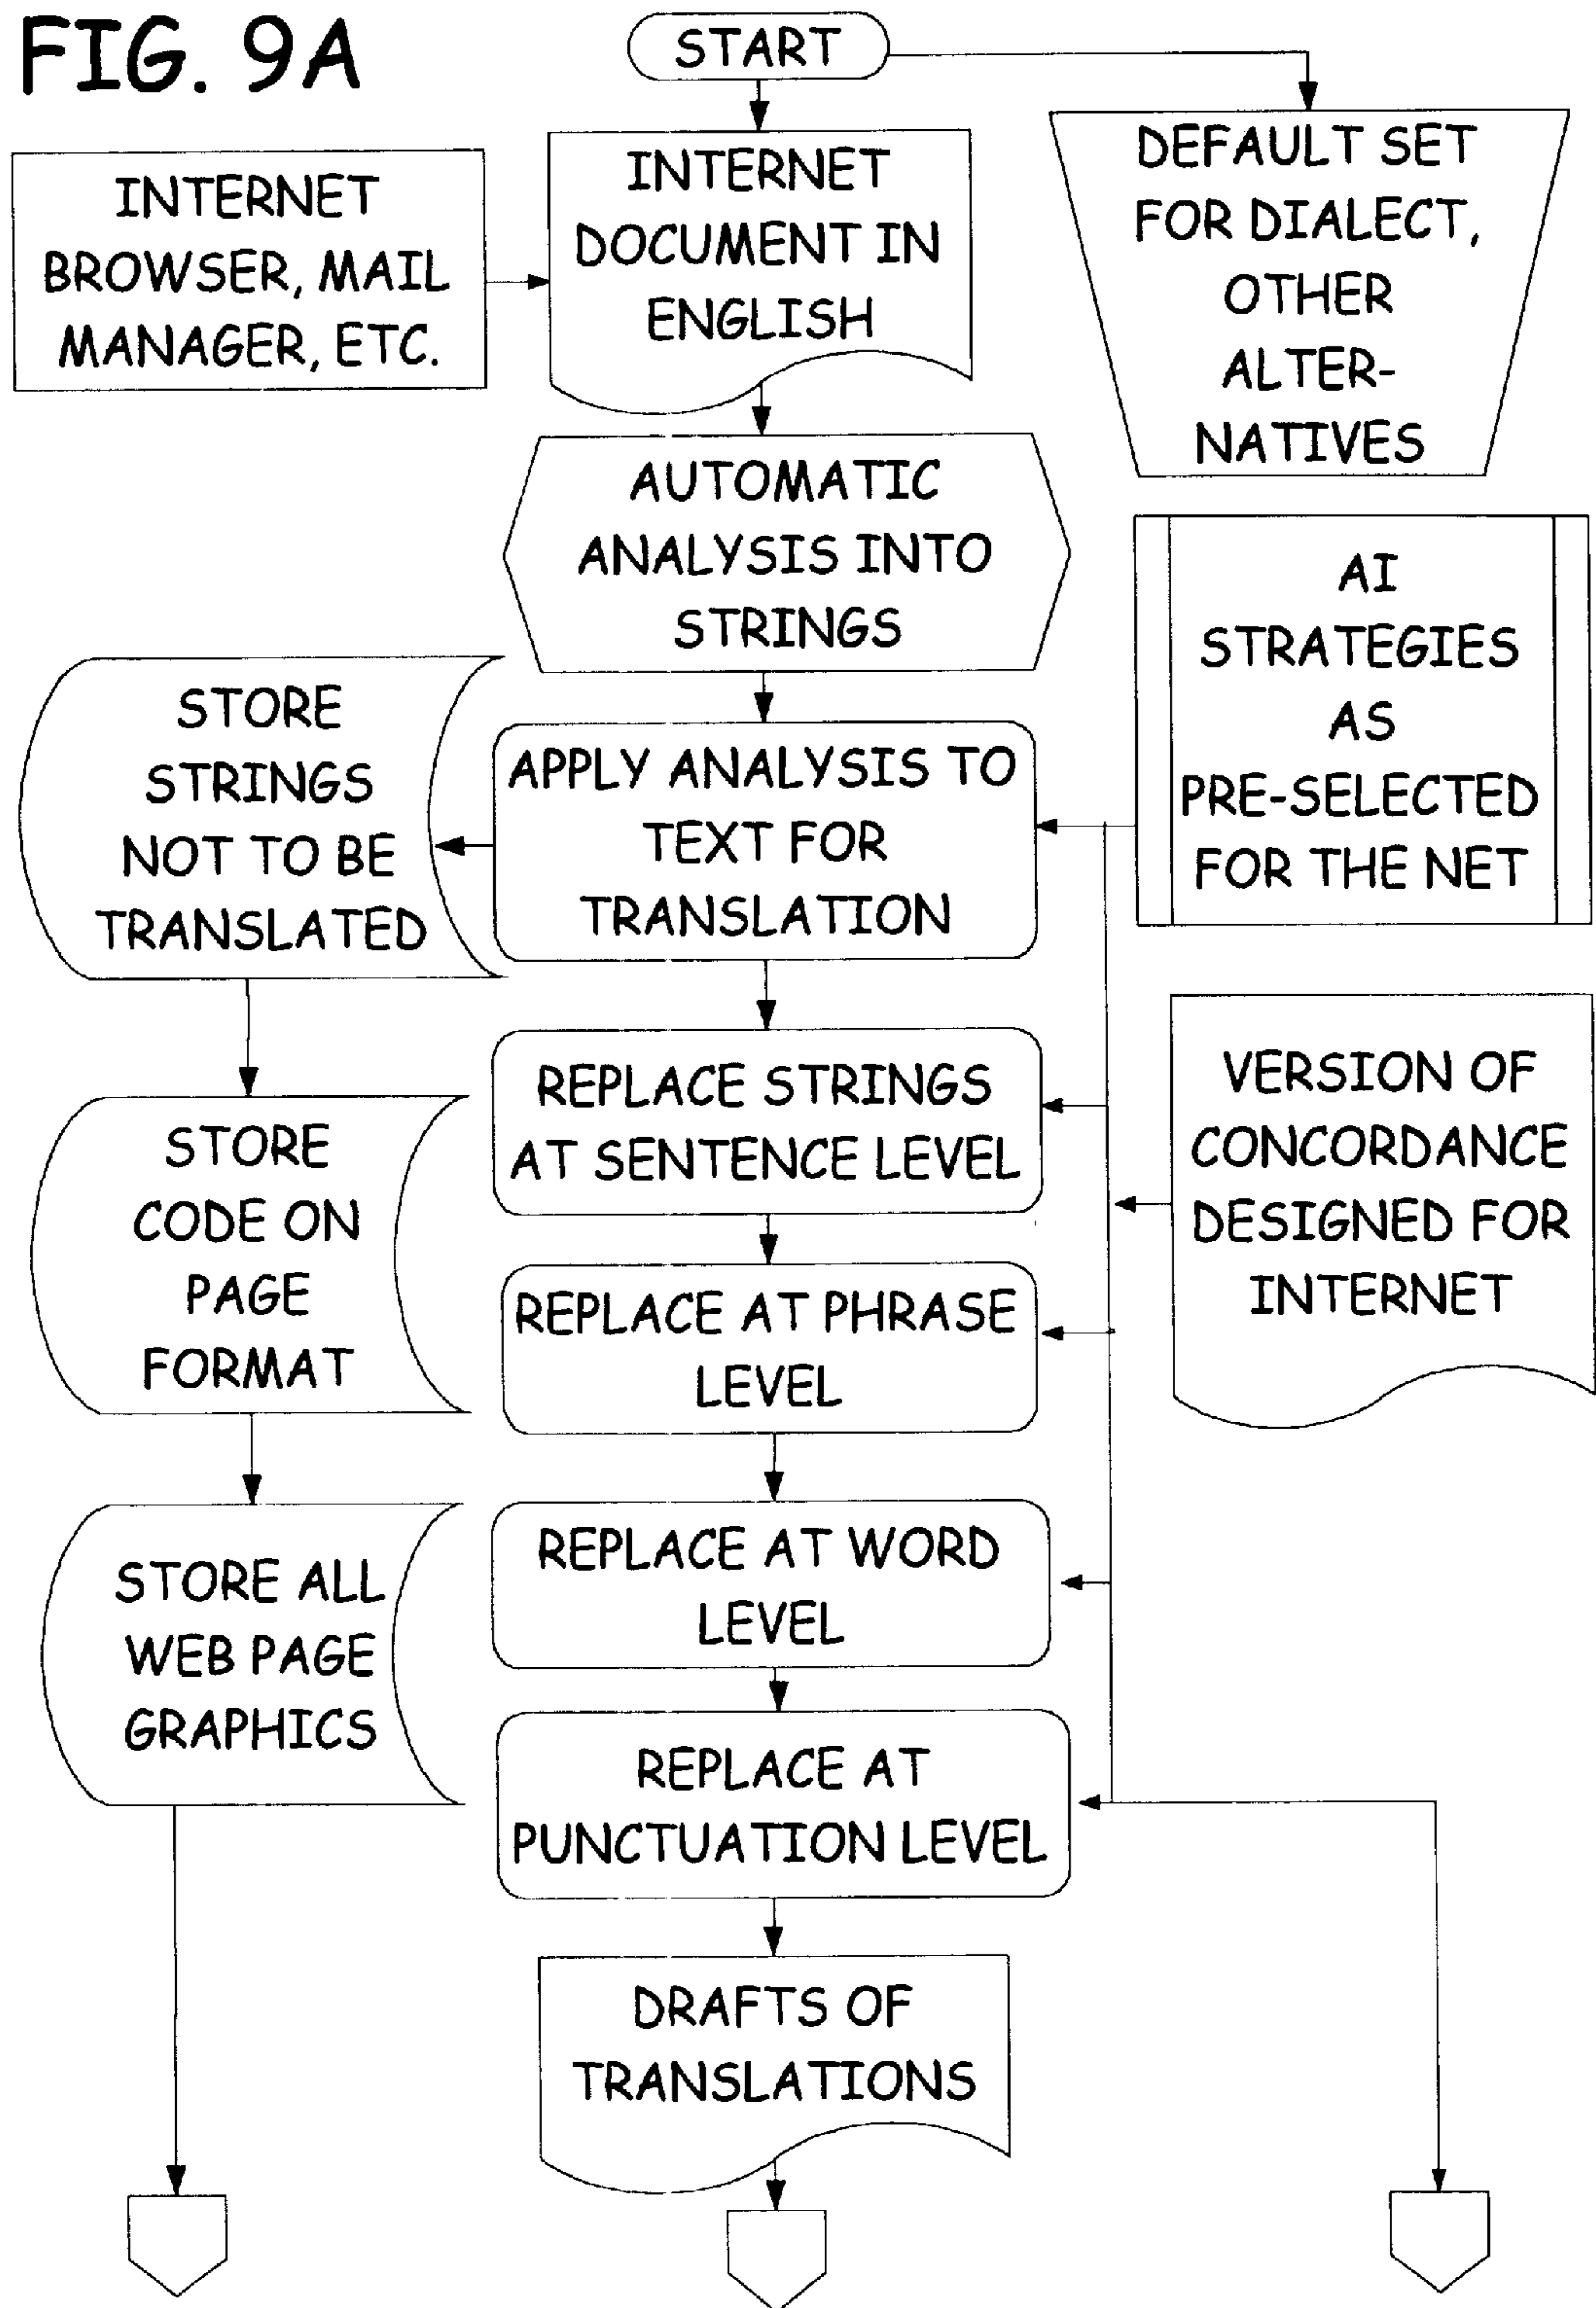 FIG. 9A
START
INTERNET
BROWSER, MAIL
MANAGER, ETC.
INTERNET
DOCUMENT IN
ENGLISH
DEFAULT SET
FOR DIALECT,
OTHER
ALTER-
NATIVES
AUTOMATIC
ANALYSIS INTO
STRINGS
AI
STRATEGIES
AS
PRE-SELECTED
FOR THE NET
STORE
STRINGS
NOT TO BE
TRANSLATED
APPLY ANALYSIS TO
TEXT FOR
TRANSLATION
REPLACE STRINGS
AT SENTENCE LEVEL
VERSION OF
CONCORDANCE
DESIGNED FOR
INTERNET
STORE
CODE ON
PAGE
FORMAT
REPLACE AT PHRASE
LEVEL
REPLACE AT WORD
LEVEL
STORE ALL
WEB PAGE
GRAPHICS
REPLACE AT
PUNCTUATION LEVEL
DRAFTS OF
TRANSLATIONS